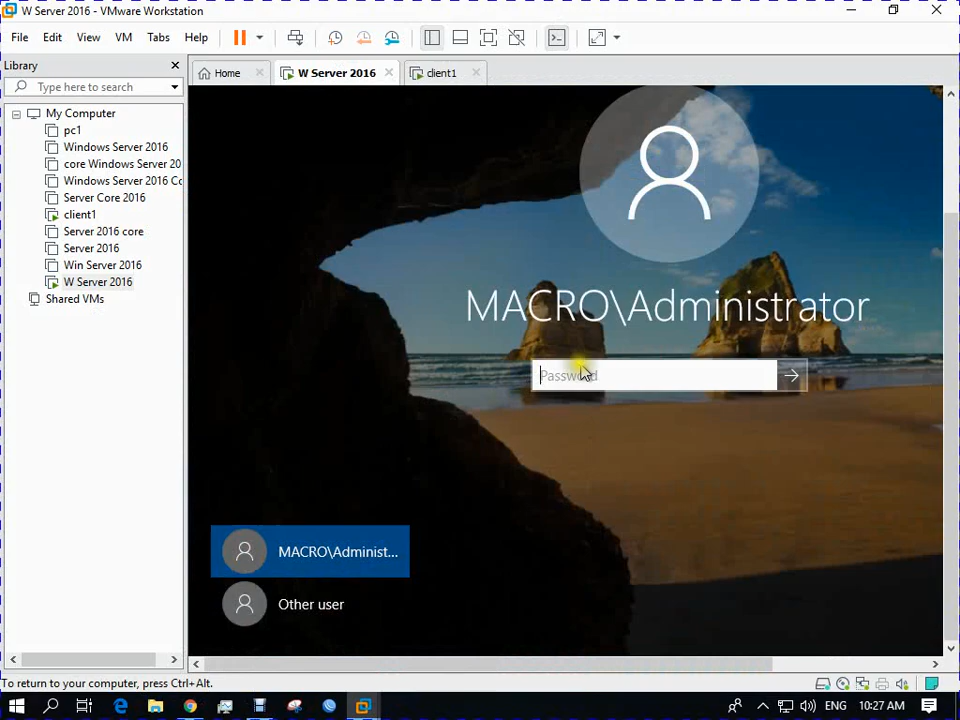 W Server 2016 - VMware Workstation
File Edit View VM Tabs Help
Library
Type here to search
My Computer
pc1
Windows Server 2016
core Windows Server 20
Windows Server 2016 Cc
Server Core 2016
client1
Server 2016 core
Server 2016
Win Server 2016
W Server 2016
Shared VMs
Home
W Server 2016
client1
MACRO\Administrator
Password
MACRO\Administ...
Other user
To return to your computer, press Ctrl+Alt.
ENG 10:27 AM